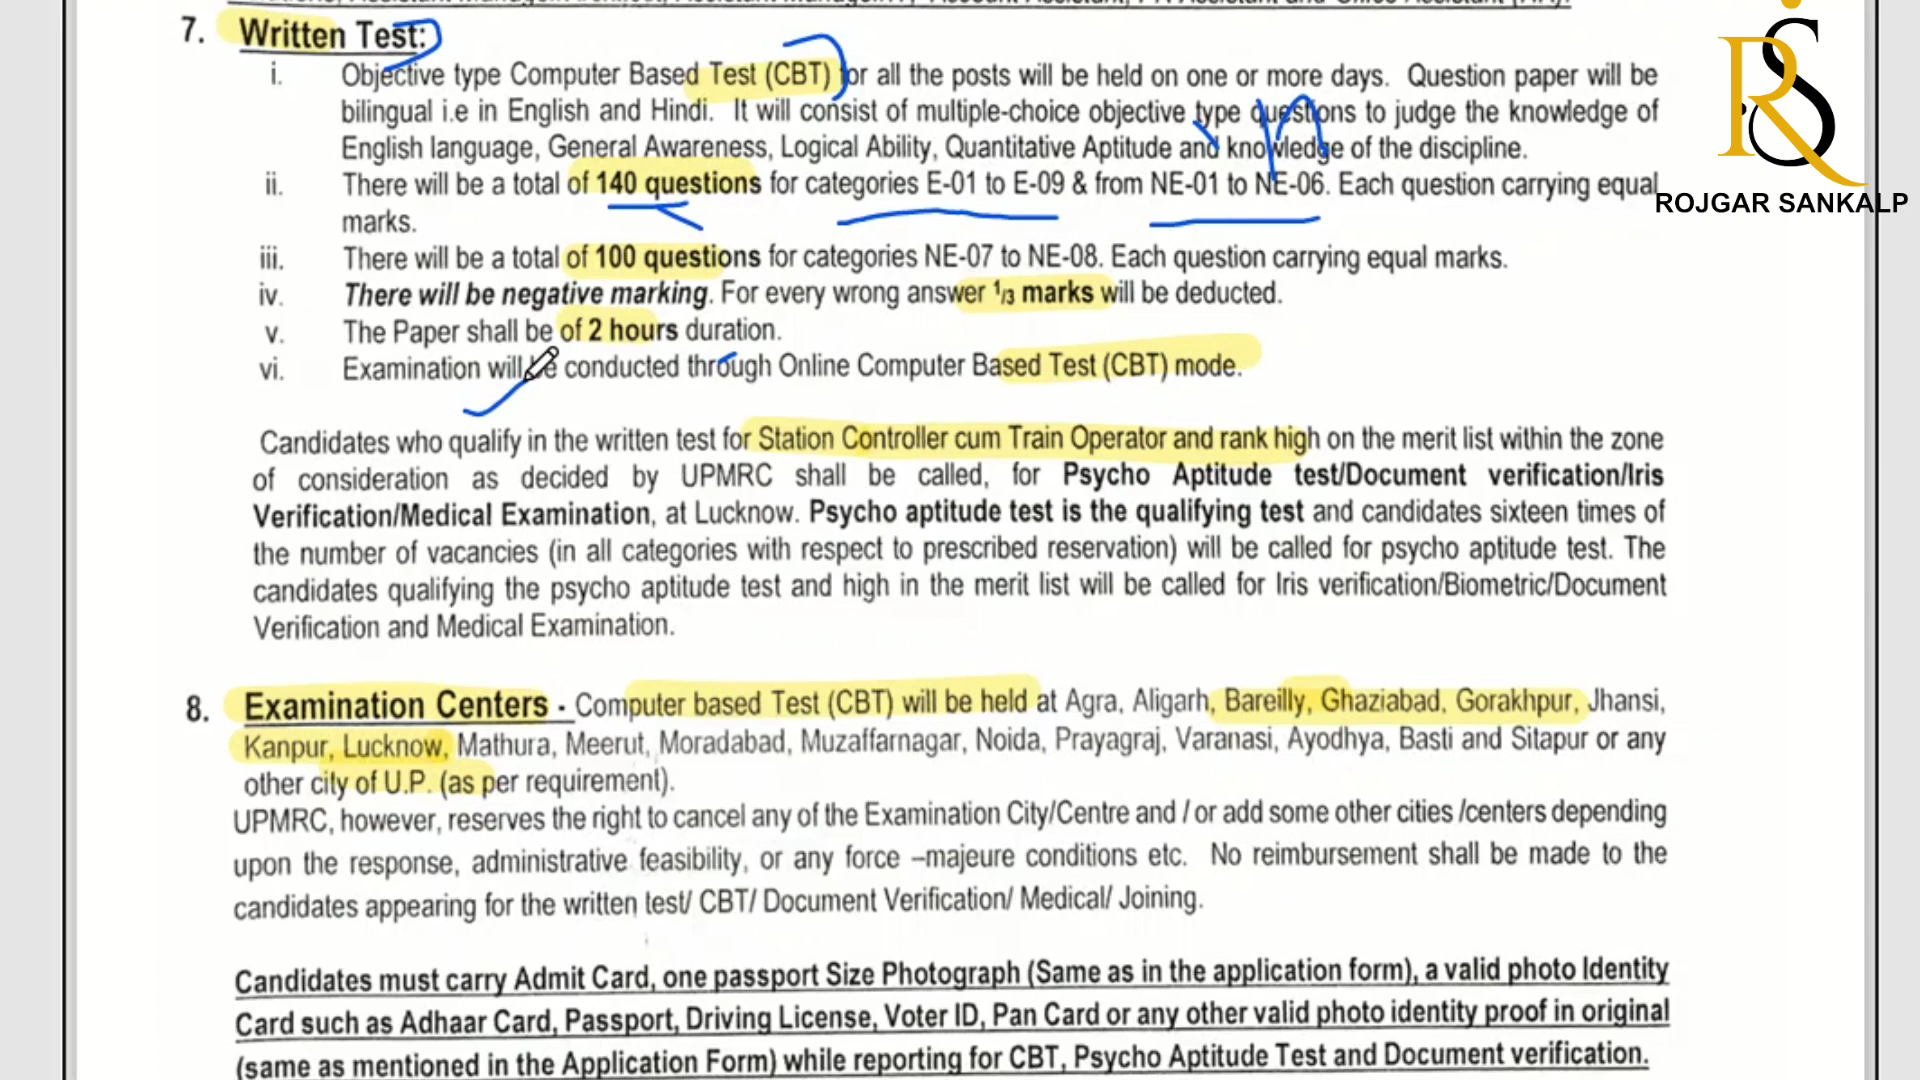 7. Written Test:
i. Objective type Computer Based Test (CBT) for all the posts will be held on one or more days. Question paper will be
bilingual i.e in English and Hindi. It will consist of multiple-choice objective type questions to judge the knowledge of
English language, General Awareness, Logical Ability, Quantitative Aptitude and knowledge of the discipline.
ii. There will be a total of 140 questions for categories E-01 to E-09 & from NE-01 to NE-06. Each question carrying equal
marks.
iii. There will be a total of 100 questions for categories NE-07 to NE-08. Each question carrying equal marks.
iv. There will be negative marking. For every wrong answer 1/3 marks will be deducted.
v. The Paper shall be of 2 hours duration.
vi. Examination will be conducted through Online Computer Based Test (CBT) mode.
Candidates who qualify in the written test for Station Controller cum Train Operator and rank high on the merit list within the zone
of consideration as decided by UPMRC shall be called, for Psycho Aptitude test/Document verification/Iris
Verification/Medical Examination, at Lucknow. Psycho aptitude test is the qualifying test and candidates sixteen times of
the number of vacancies (in all categories with respect to prescribed reservation) will be called for psycho aptitude test. The
candidates qualifying the psycho aptitude test and high in the merit list will be called for Iris verification/Biometric/Document
Verification and Medical Examination.
8. Examination Centers - Computer based Test (CBT) will be held at Agra, Aligarh, Bareilly, Ghaziabad, Gorakhpur, Jhansi,
Kanpur, Lucknow, Mathura, Meerut, Moradabad, Muzaffarnagar, Noida, Prayagraj, Varanasi, Ayodhya, Basti and Sitapur or any
other city of U.P. (as per requirement).
UPMRC, however, reserves the right to cancel any of the Examination City/Centre and / or add some other cities /centers depending
upon the response, administrative feasibility, or any force –majeure conditions etc. No reimbursement shall be made to the
candidates appearing for the written test/ CBT/ Document Verification/ Medical/ Joining.
Candidates must carry Admit Card, one passport Size Photograph (Same as in the application form), a valid photo Identity
Card such as Adhaar Card, Passport, Driving License, Voter ID, Pan Card or any other valid photo identity proof in original
(same as mentioned in the Application Form) while reporting for CBT, Psycho Aptitude Test and Document verification.
RS
ROJGAR SANKALP